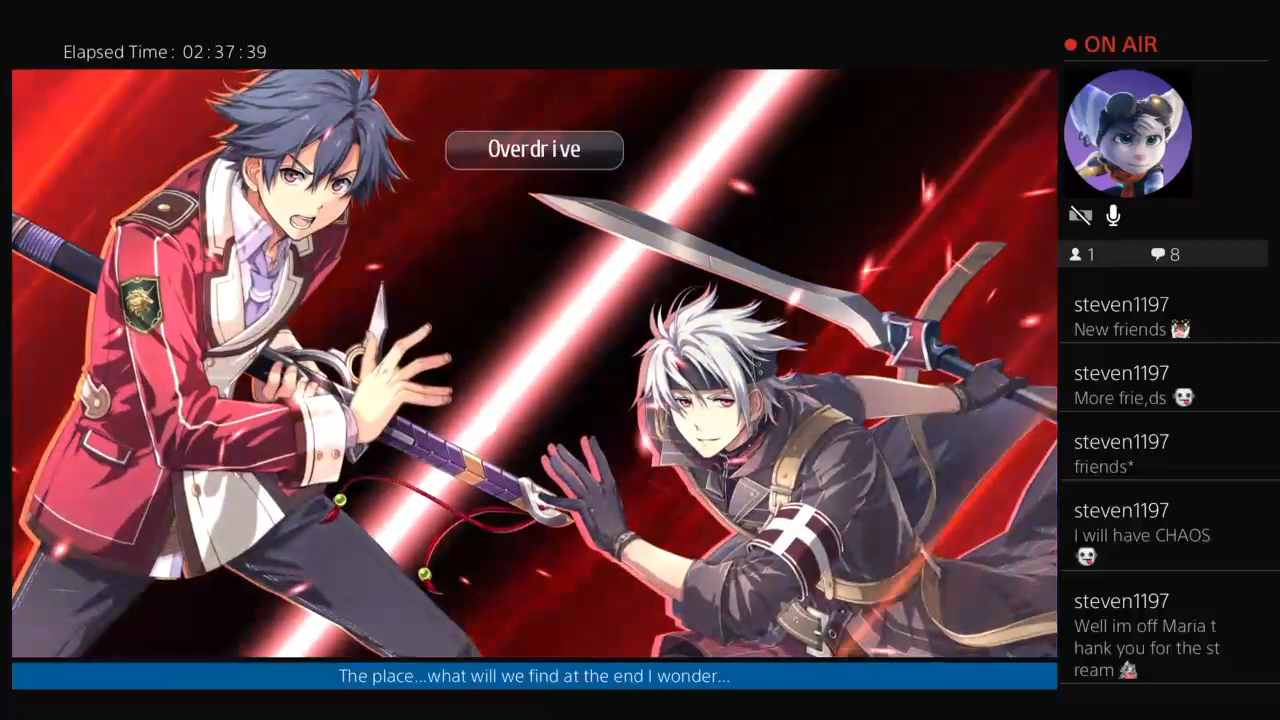 Elapsed Time: 02:37:39
ON AIR
Overdrive
1 8
steven1197
New friends
steven1197
More frie,ds
steven1197
friends*
steven1197
I will have CHAOS
steven1197
Well im off Maria t
hank you for the st
ream
The place...what will we find at the end I wonder...